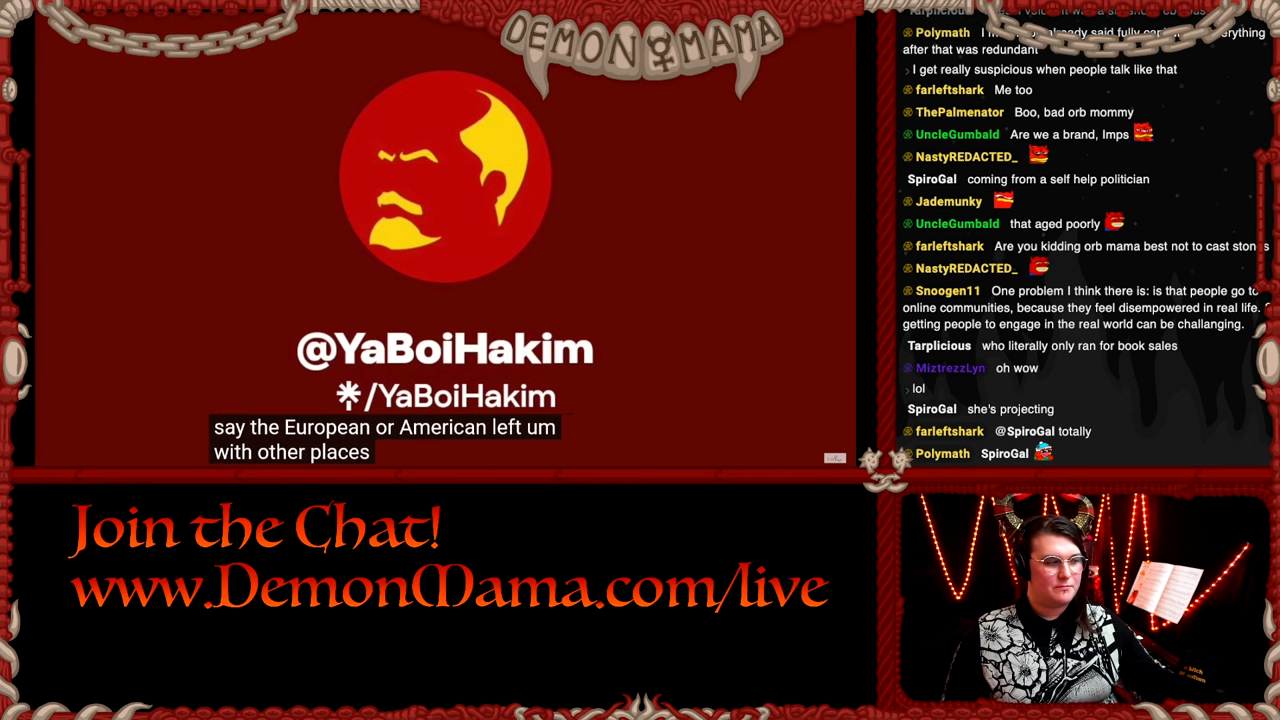 DEMON MAMA
@YaBoiHakim
/YaBoiHakim
say the European or American left um
with other places
Join the Chat!
www.DemonMama.com/live
Polymath I
already said fully
after that was redundant
I get really suspicious when people talk like that
farleftshark Me too
ThePalmenator Boo, bad orb mommy
UncleGumbald Are we a brand, Imps
NastyREDACTED_
SpiroGal coming from a self help politician
Jademunky
UncleGumbald that aged poorly
farleftshark Are you kidding orb mama best not to cast stones
NastyREDACTED_
Snoogen11 One problem I think there is: is that people go to
online communities, because they feel disempowered in real life.
getting people to engage in the real world can be challanging.
Tarplicious who literally only ran for book sales
MiztrezzLyn oh wow
lol
SpiroGal she's projecting
farleftshark @SpiroGal totally
Polymath SpiroGal